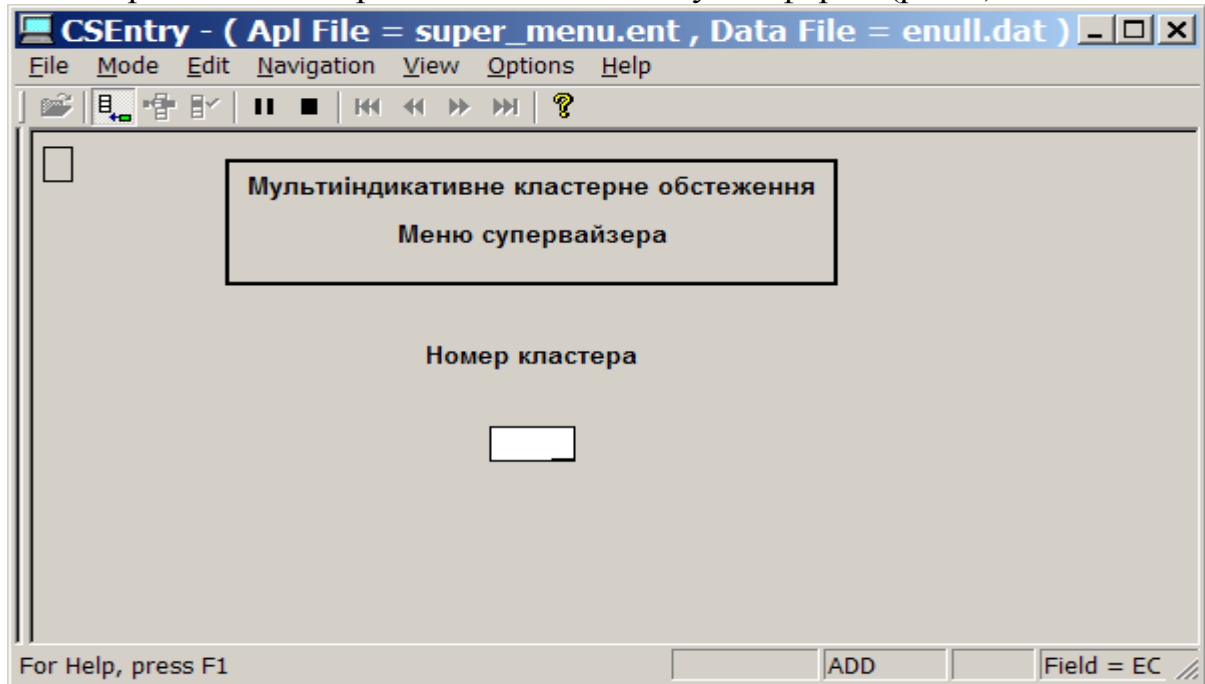 CSEntry - ( Apl File = super_menu.ent , Data File = enull.dat )
File Mode Edit Navigation View Options Help
Мультиіндикативне кластерне обстеження
Меню супервайзера
Номер кластера
For Help, press F1
ADD
Field = EC